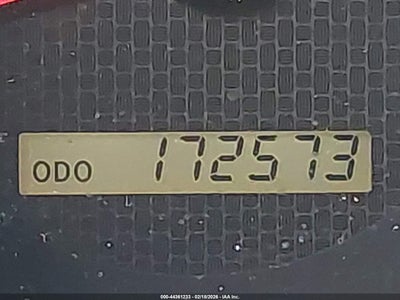 ODO 172573
000-44361233 - 02/18/2026 - IAA Inc.